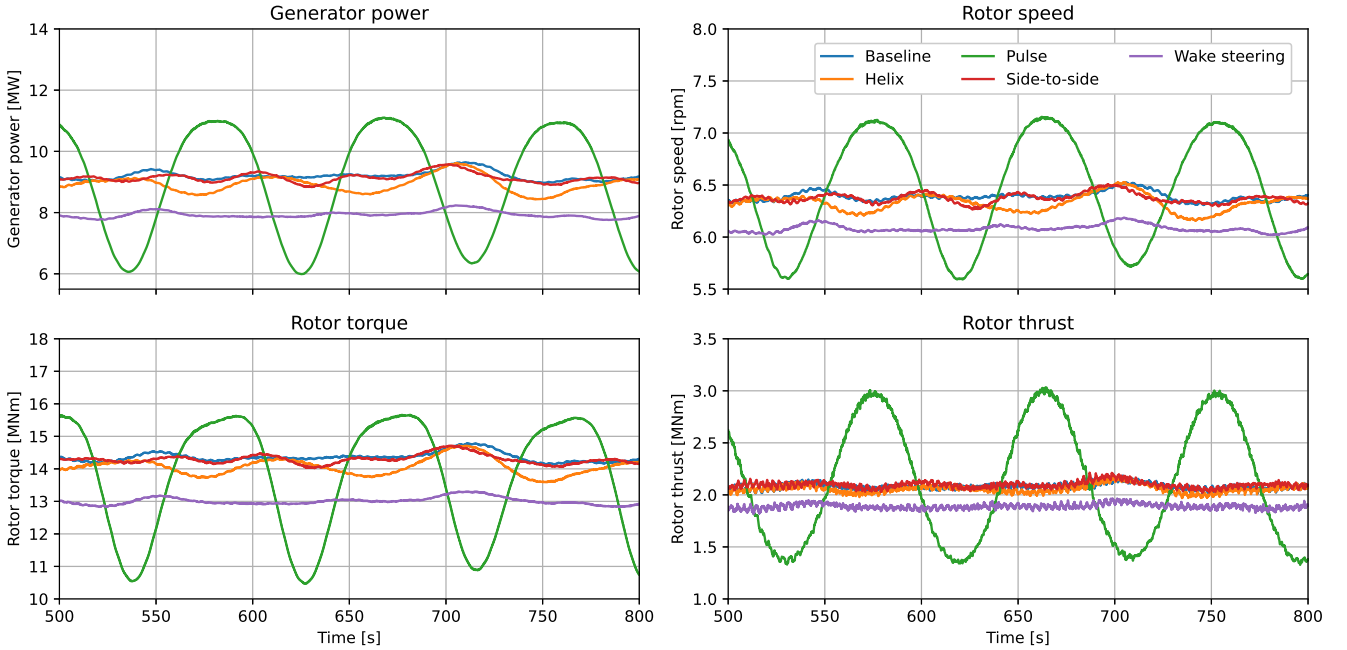 Generator power
Generator power [MW]
14
12
10
8
6
Rotor speed
Rotor speed [rpm]
8.0
7.5
7.0
6.5
6.0
5.5
Baseline
Helix
Pulse
Side-to-side
Wake steering
Rotor torque
Rotor torque [MNm]
18
17
16
15
14
13
12
11
10
500 550 600 650 700 750 800
Time [s]
Rotor thrust
Rotor thrust [MNm]
3.5
3.0
2.5
2.0
1.5
1.0
500 550 600 650 700 750 800
Time [s]